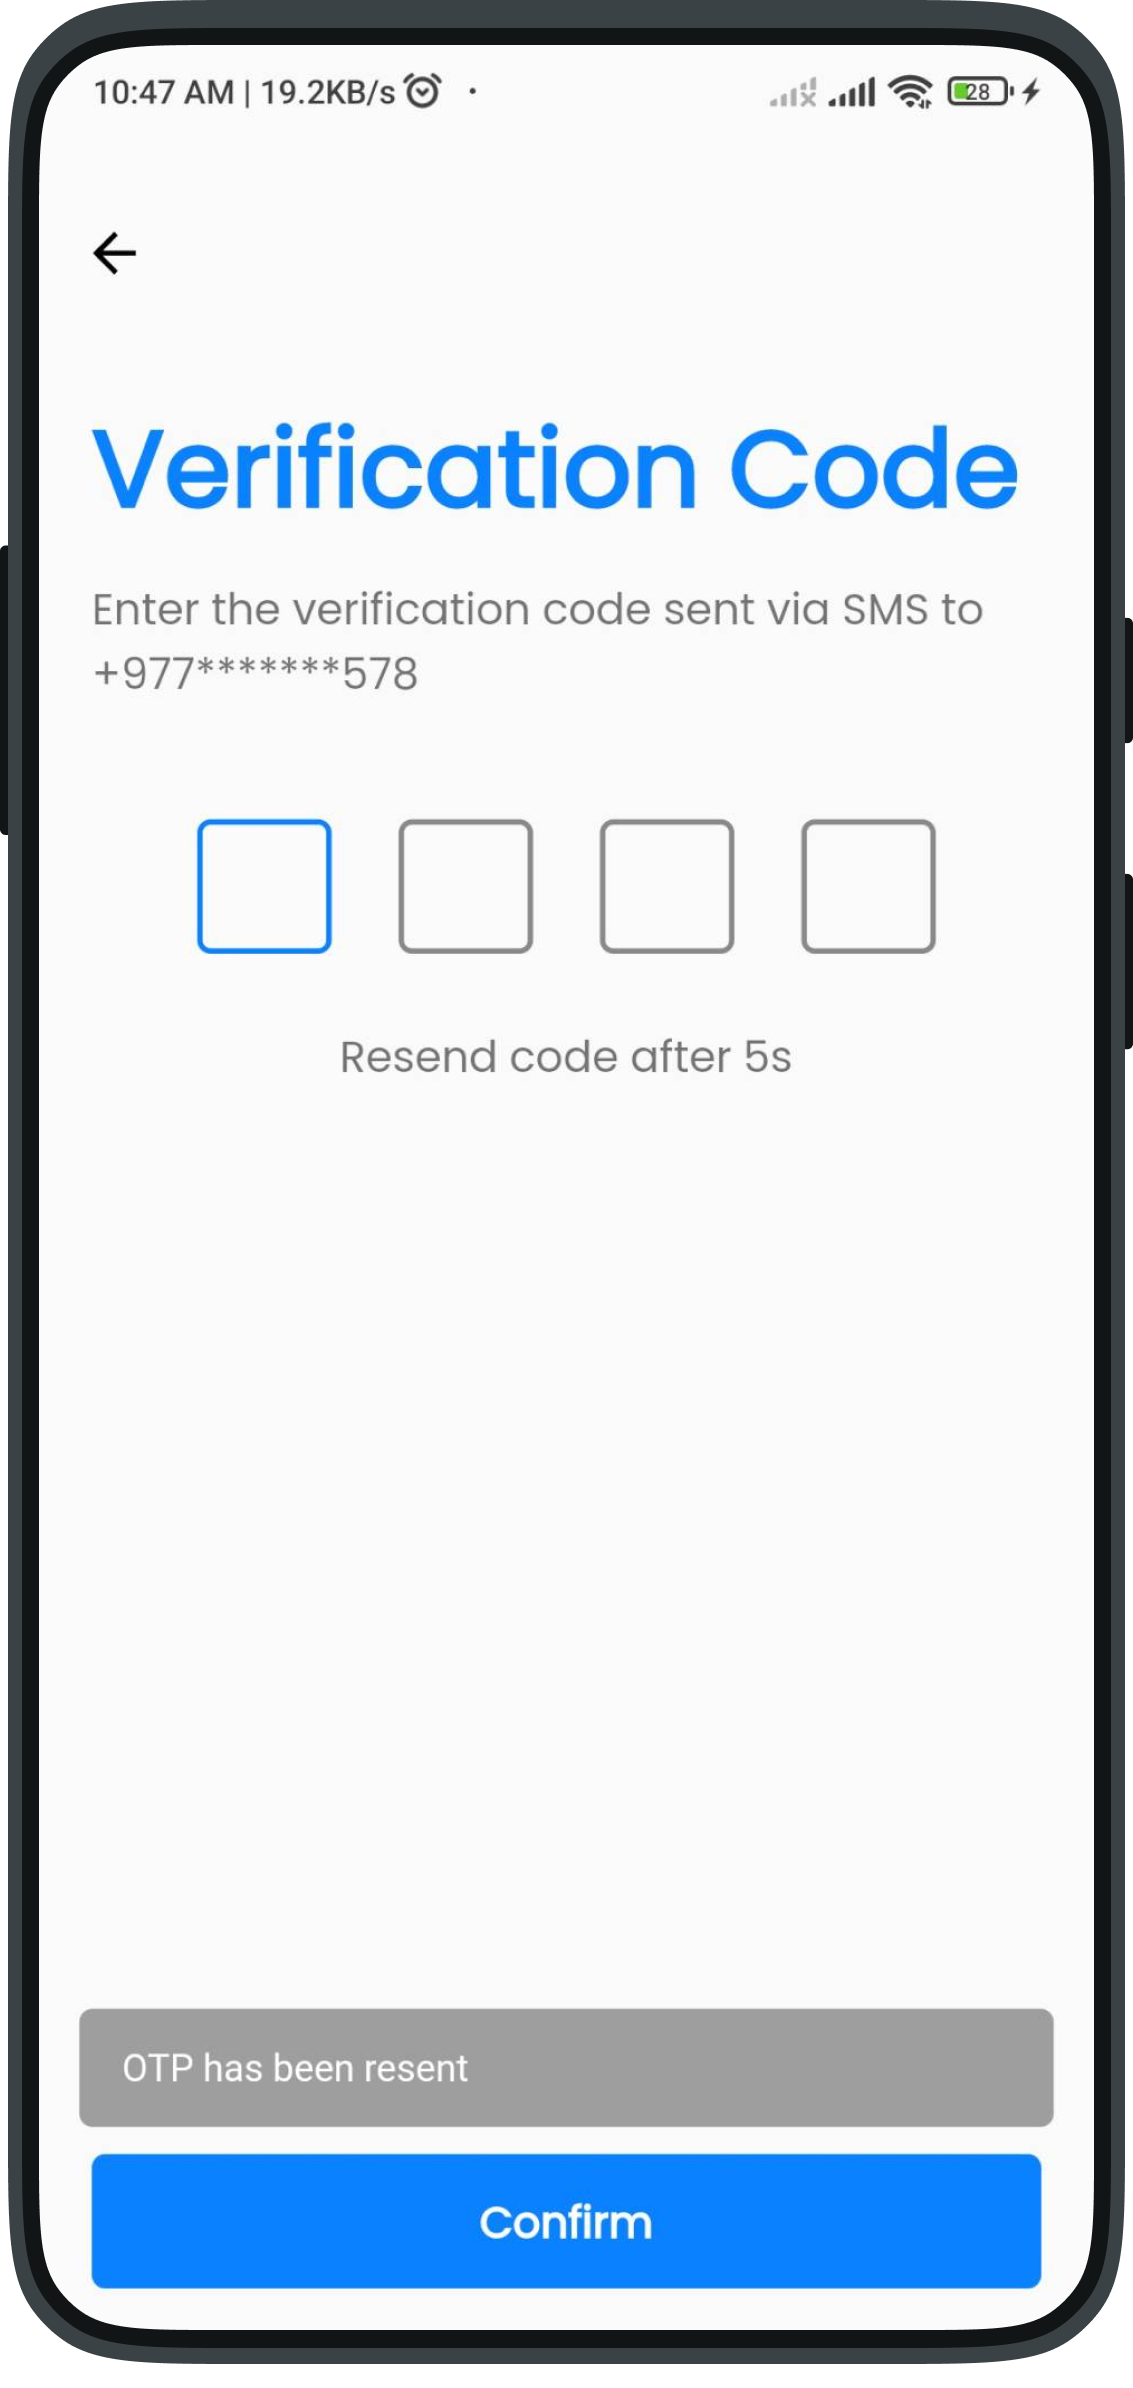 10:47 AM | 19.2KB/s
28
Verification Code
Enter the verification code sent via SMS to
+977*******578
Resend code after 5s
OTP has been resent
Confirm